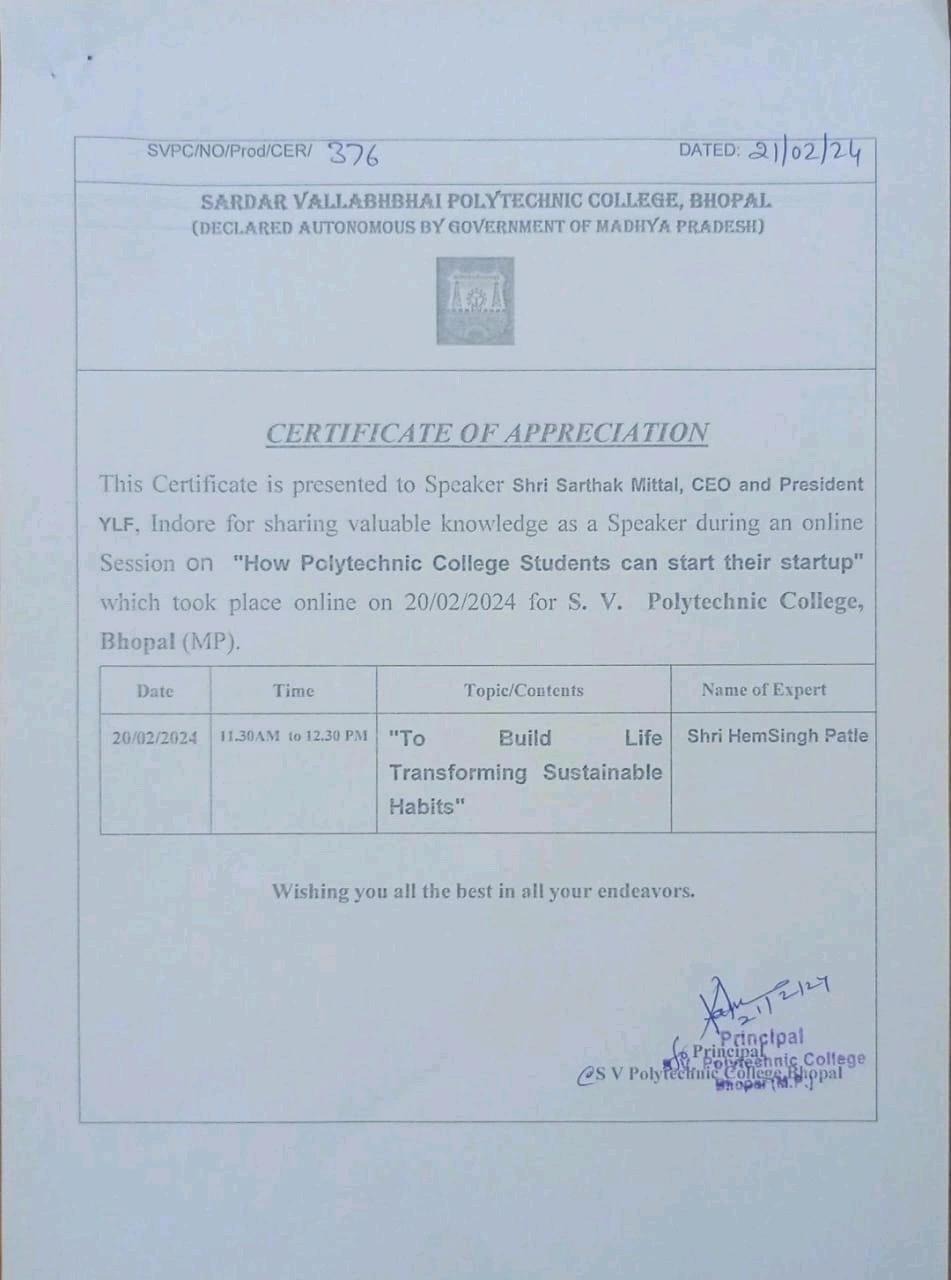 SVPC/NO/Prod/CER/ 376 DATED: 21/02/24
SARDAR VALLABHBHAI POLYTECHNIC COLLEGE, BHOPAL
(DECLARED AUTONOMOUS BY GOVERNMENT OF MADHYA PRADESH)
CERTIFICATE OF APPRECIATION
This Certificate is presented to Speaker Shri Sarthak Mittal, CEO and President
YLF, Indore for sharing valuable knowledge as a Speaker during an online
Session on "How Polytechnic College Students can start their startup"
which took place online on 20/02/2024 for S. V. Polytechnic College,
Bhopal (MP).
Date Time Topic/Contents Name of Expert
20/02/2024 11.30AM to 12.30 PM "To Build Life Shri HemSingh Patle
Transforming Sustainable
Habits"
Wishing you all the best in all your endeavors.
21/2/24
Principal
Principal
Polytechnic College
S V Polytechnic College, Bhopal
Bhopal (M.P.)